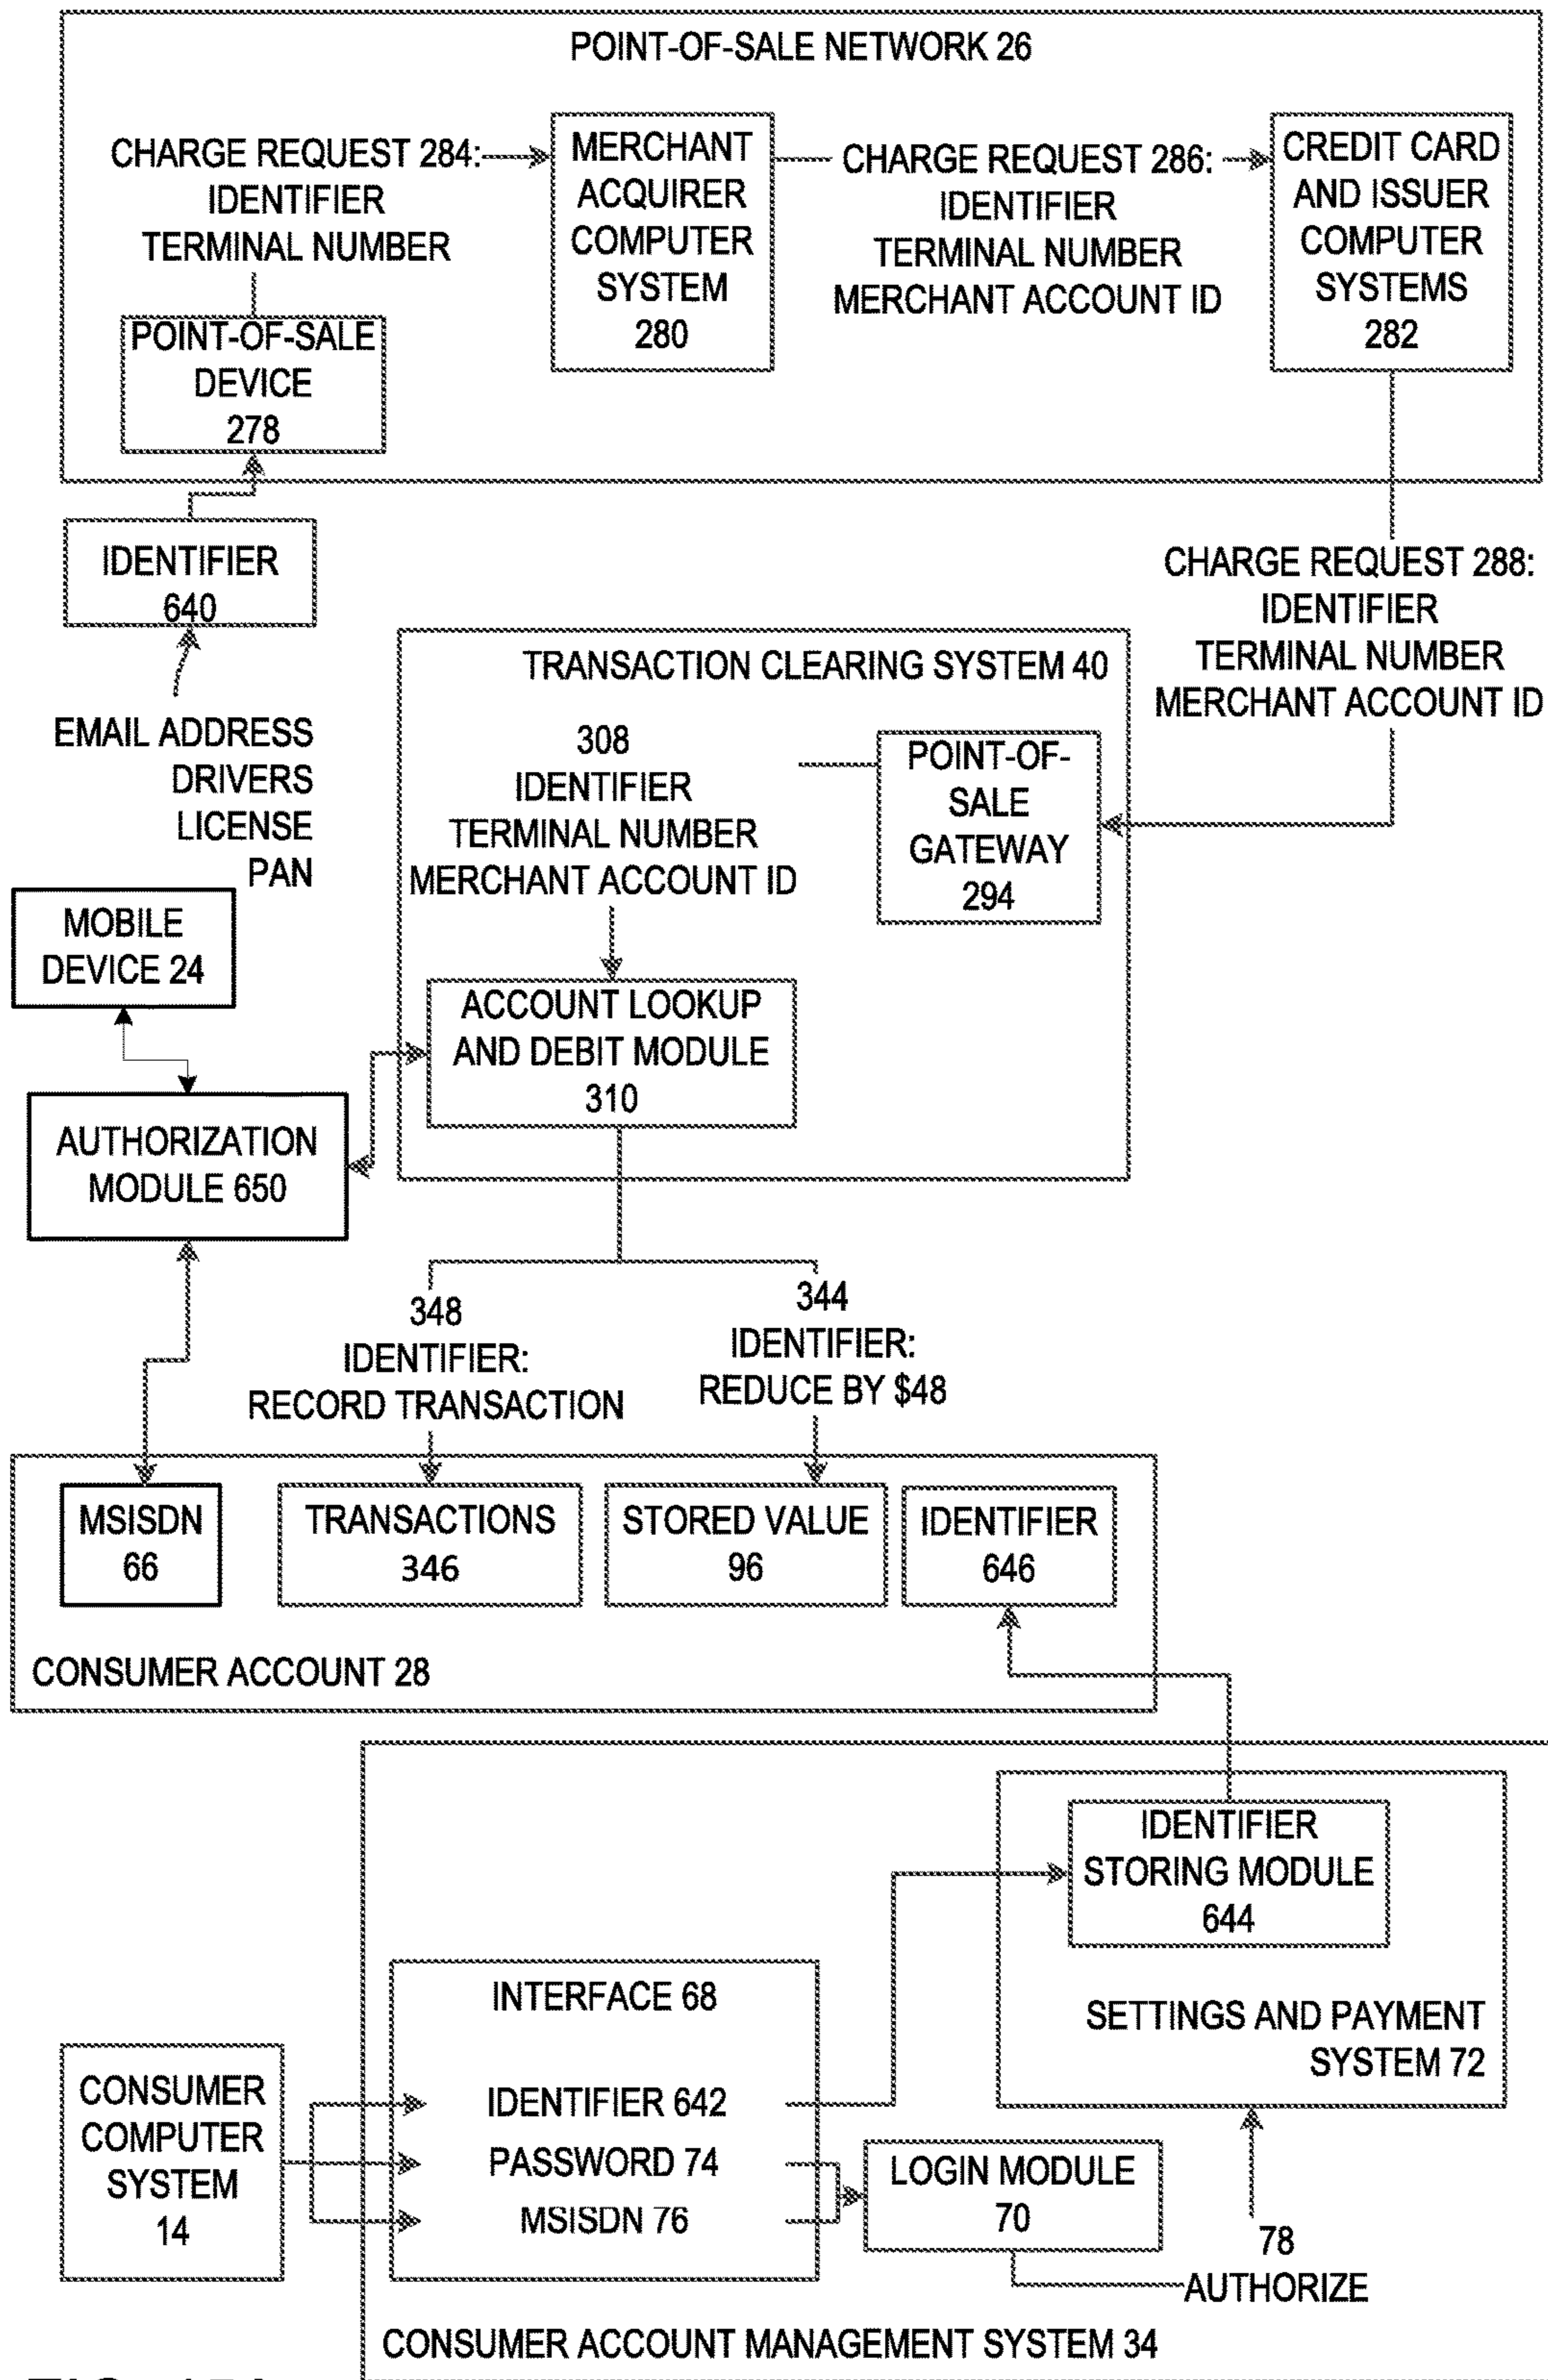 POINT-OF-SALE NETWORK 26
CHARGE REQUEST 284:
IDENTIFIER
TERMINAL NUMBER
MERCHANT
ACQUIRER
COMPUTER
SYSTEM
280
CHARGE REQUEST 286:
IDENTIFIER
TERMINAL NUMBER
MERCHANT ACCOUNT ID
CREDIT CARD
AND ISSUER
COMPUTER
SYSTEMS
282
POINT-OF-SALE
DEVICE
278
IDENTIFIER
640
CHARGE REQUEST 288:
IDENTIFIER
TERMINAL NUMBER
MERCHANT ACCOUNT ID
EMAIL ADDRESS
DRIVERS
LICENSE
PAN
TRANSACTION CLEARING SYSTEM 40
308
IDENTIFIER
TERMINAL NUMBER
MERCHANT ACCOUNT ID
POINT-OF-
SALE
GATEWAY
294
MOBILE
DEVICE 24
ACCOUNT LOOKUP
AND DEBIT MODULE
310
AUTHORIZATION
MODULE 650
348
IDENTIFIER:
RECORD TRANSACTION
344
IDENTIFIER:
REDUCE BY $48
MSISDN
66
TRANSACTIONS
346
STORED VALUE
96
IDENTIFIER
646
CONSUMER ACCOUNT 28
IDENTIFIER
STORING MODULE
644
SETTINGS AND PAYMENT
SYSTEM 72
INTERFACE 68
IDENTIFIER 642
PASSWORD 74
MSISDN 76
CONSUMER
COMPUTER
SYSTEM
14
LOGIN MODULE
70
78
AUTHORIZE
CONSUMER ACCOUNT MANAGEMENT SYSTEM 34